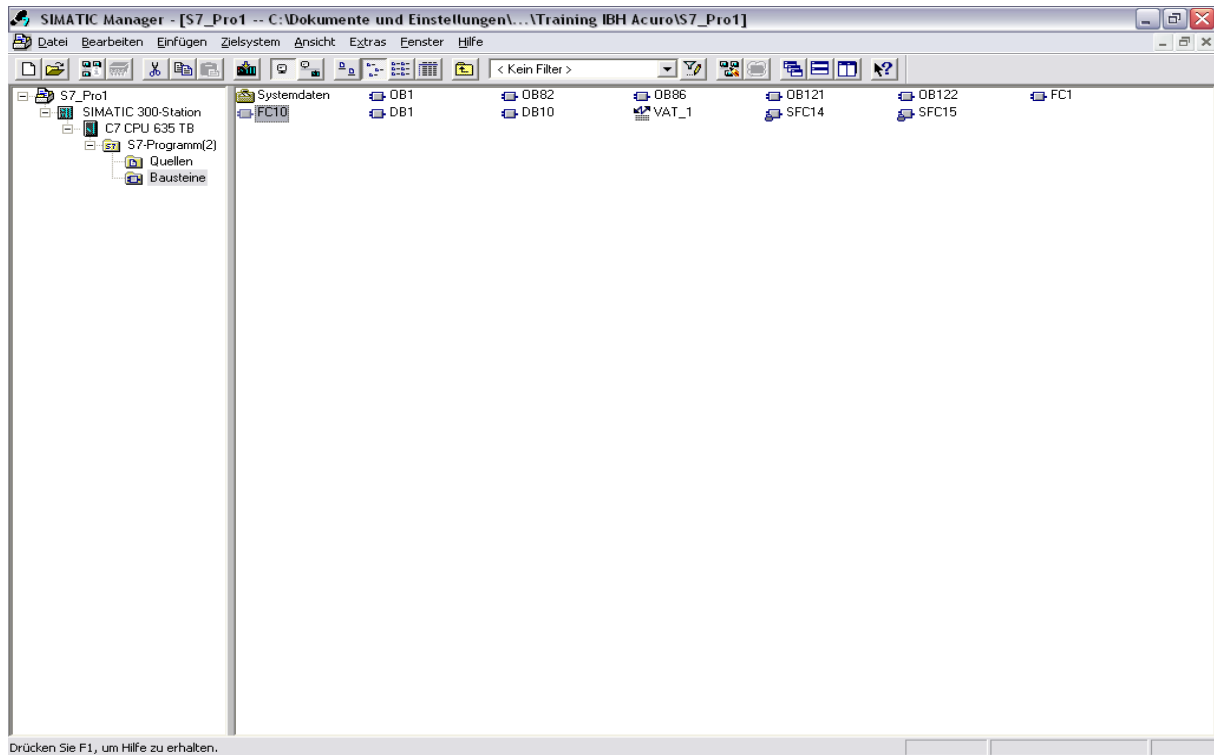 SIMATIC Manager - [S7_Pro1 -- C:\Dokumente und Einstellungen\...\Training IBH Acuro\S7_Pro1]
Datei Bearbeiten Einfügen Zielsystem Ansicht Extras Fenster Hilfe
< Kein Filter >
S7_Pro1
SIMATIC 300-Station
C7 CPU 635 TB
S7-Programm(2)
Quellen
Bausteine
Systemdaten OB1 OB82 OB86 OB121 OB122 FC1
FC10 DB1 DB10 VAT_1 SFC14 SFC15
Drücken Sie F1, um Hilfe zu erhalten.